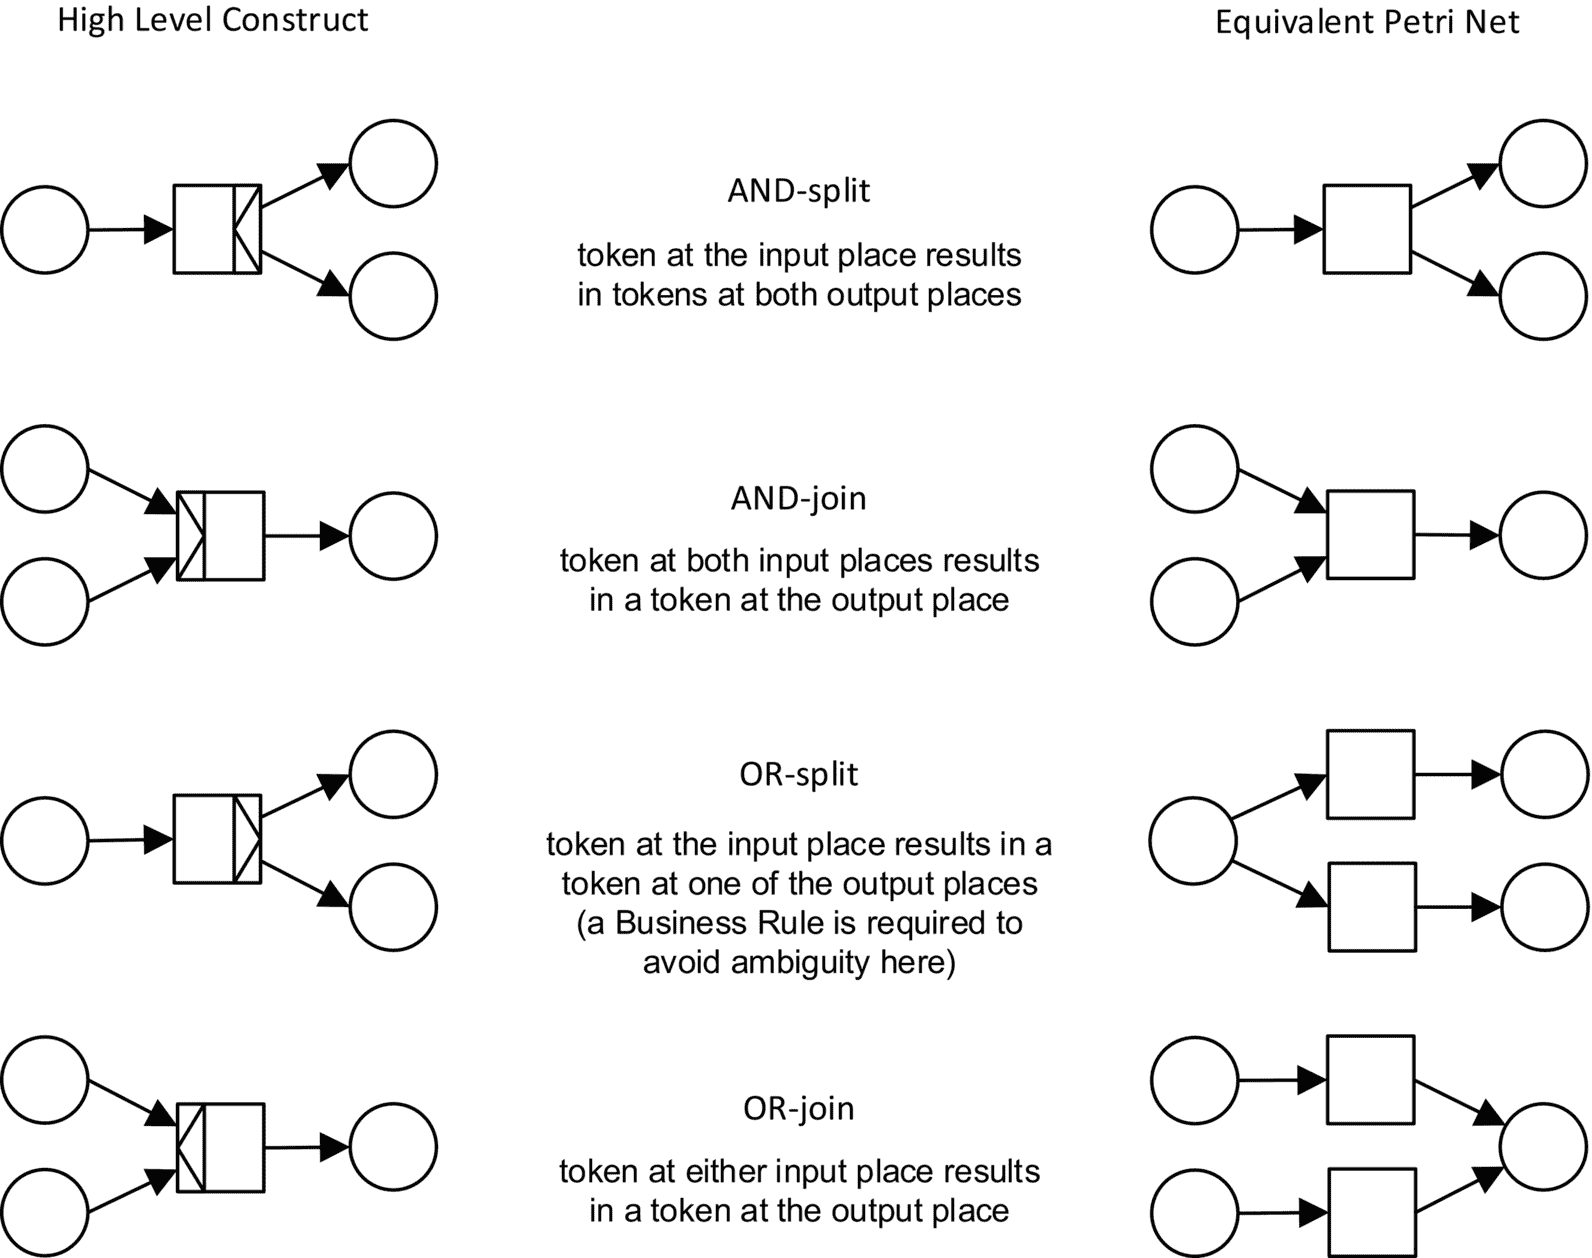 High Level Construct
Equivalent Petri Net
AND-split
token at the input place results
in tokens at both output places
AND-join
token at both input places results
in a token at the output place
OR-split
token at the input place results in a
token at one of the output places
(a Business Rule is required to
avoid ambiguity here)
OR-join
token at either input place results
in a token at the output place